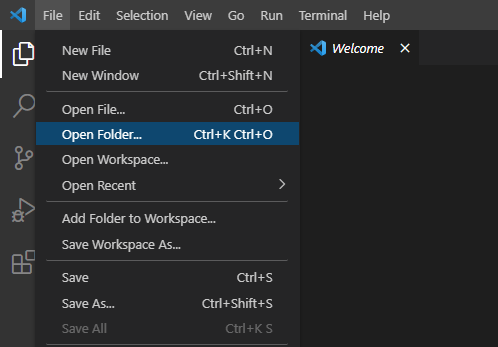 File Edit Selection View Go Run Terminal Help
New File Ctrl+N
New Window Ctrl+Shift+N
Open File... Ctrl+O
Open Folder... Ctrl+K Ctrl+O
Open Workspace...
Open Recent
Add Folder to Workspace...
Save Workspace As...
Save Ctrl+S
Save As... Ctrl+Shift+S
Save All Ctrl+K S
Welcome